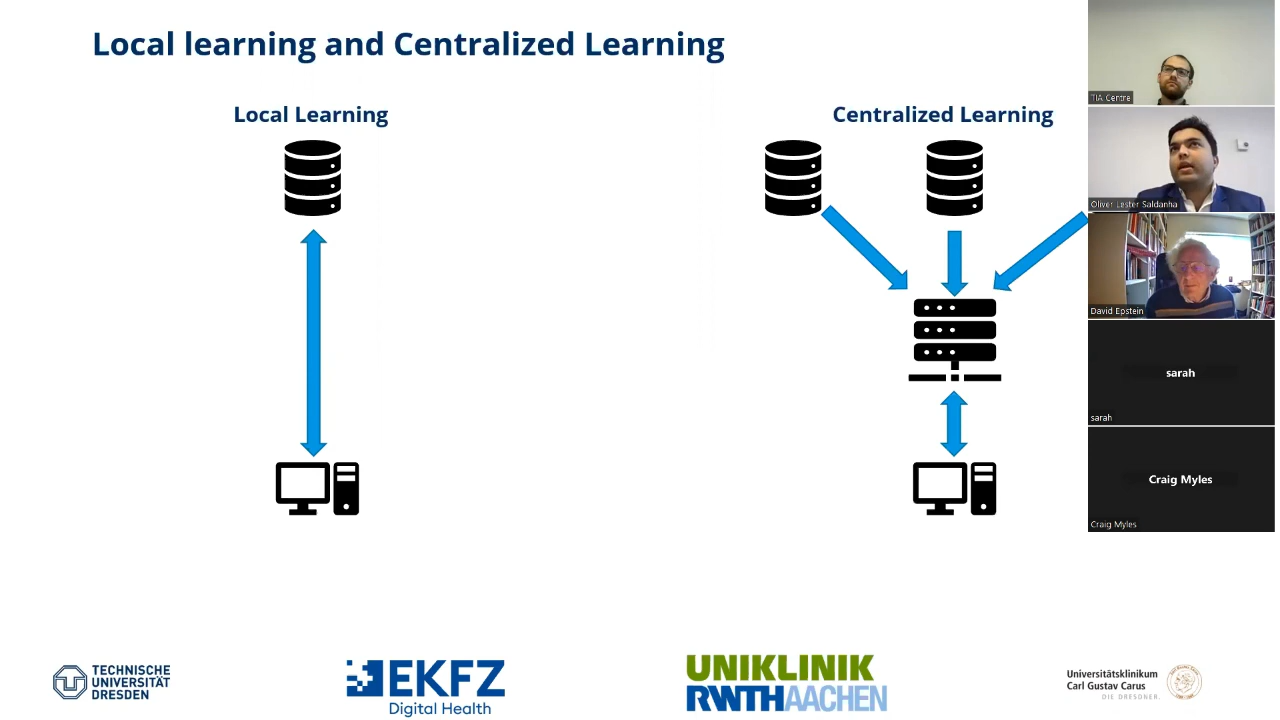 Local learning and Centralized Learning
Local Learning
Centralized Learning
TIA Centre
Oliver Lester Saldanha
David Epstein
sarah
sarah
Craig Myles
Craig Myles
TECHNISCHE
UNIVERSITÄT
DRESDEN
EKFZ
Digital Health
UNIKLINIK
RWTHAACHEN
Universitätsklinikum
Carl Gustav Carus
DIE DRESDNER.